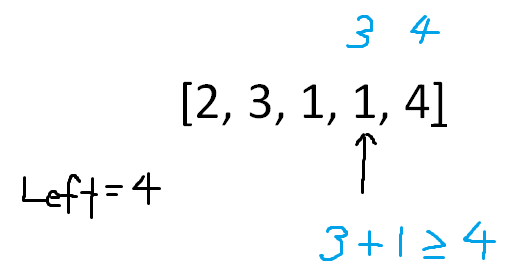 3 4
[2, 3, 1, 1, 4]
Left = 4
3 + 1 ≥ 4